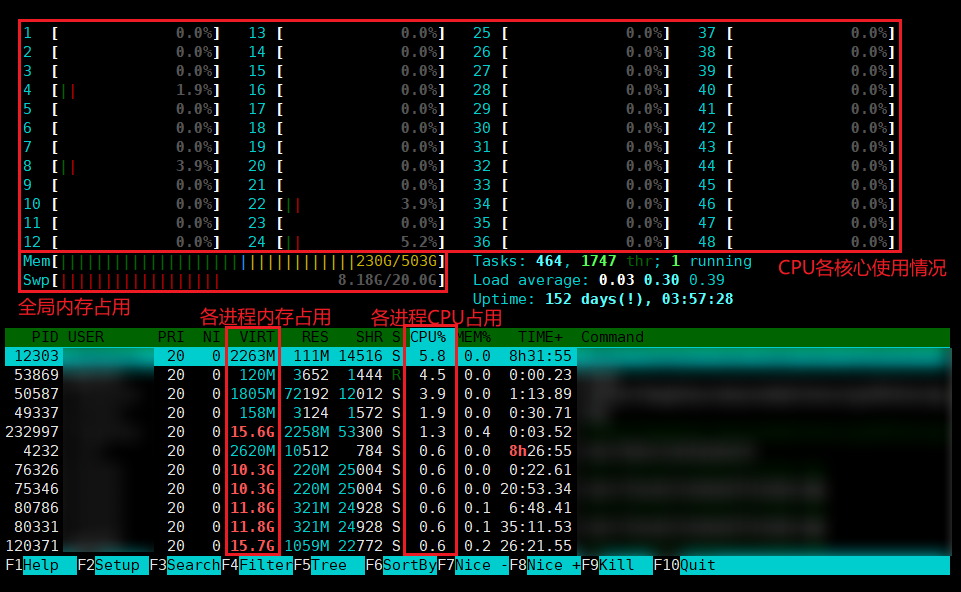 1 [ 0.0%] 13 [ 0.0%] 25 [ 0.0%] 37 [ 0.0%]
2 [ 0.0%] 14 [ 0.0%] 26 [ 0.0%] 38 [ 0.0%]
3 [ 0.0%] 15 [ 0.0%] 27 [ 0.0%] 39 [ 0.0%]
4 [|| 1.9%] 16 [ 0.0%] 28 [ 0.0%] 40 [ 0.0%]
5 [ 0.0%] 17 [ 0.0%] 29 [ 0.0%] 41 [ 0.0%]
6 [ 0.0%] 18 [ 0.0%] 30 [ 0.0%] 42 [ 0.0%]
7 [ 0.0%] 19 [ 0.0%] 31 [ 0.0%] 43 [ 0.0%]
8 [|| 3.9%] 20 [ 0.0%] 32 [ 0.0%] 44 [ 0.0%]
9 [ 0.0%] 21 [ 0.0%] 33 [ 0.0%] 45 [ 0.0%]
10 [ 0.0%] 22 [|| 3.9%] 34 [ 0.0%] 46 [ 0.0%]
11 [ 0.0%] 23 [ 0.0%] 35 [ 0.0%] 47 [ 0.0%]
12 [ 0.0%] 24 [|| 5.2%] 36 [ 0.0%] 48 [ 0.0%]
Mem[|||||||||||||||||||||||||||||||||230G/503G] Tasks: 464, 1747 thr; 1 running
CPU各核心使用情况
Swp[|||||||||||||||||| 8.18G/20.0G] Load average: 0.03 0.30 0.39
Uptime: 152 days(!), 03:57:28
全局内存占用
各进程内存占用 各进程CPU占用
PID USER PRI NI VIRT RES SHR S CPU% MEM% TIME+ Command
12303 20 0 2263M 111M 14516 S 5.8 0.0 8h31:55
53869 20 0 120M 3652 1444 R 4.5 0.0 0:00.23
50587 20 0 1805M 72192 12012 S 3.9 0.0 1:13.89
49337 20 0 158M 3124 1572 S 1.9 0.0 0:30.71
232997 20 0 15.6G 2258M 53300 S 1.3 0.4 0:03.52
4232 20 0 2620M 10512 784 S 0.6 0.0 8h26:55
76326 20 0 10.3G 220M 25004 S 0.6 0.0 0:22.61
75346 20 0 10.3G 220M 25004 S 0.6 0.0 20:53.34
80786 20 0 11.8G 321M 24928 S 0.6 0.1 6:48.41
80331 20 0 11.8G 321M 24928 S 0.6 0.1 35:11.53
120371 20 0 15.7G 1059M 22772 S 0.6 0.2 26:21.55
F1Help F2Setup F3SearchF4FilterF5Tree F6SortByF7Nice -F8Nice +F9Kill F10Quit